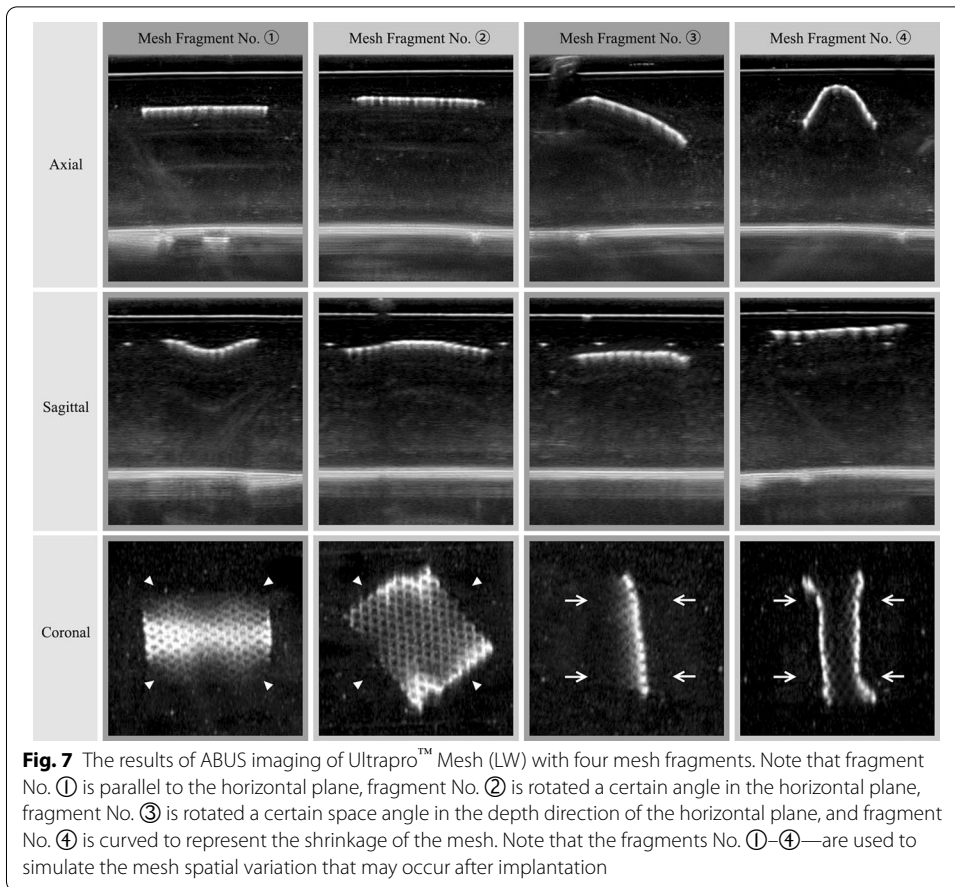 Mesh Fragment No. ①
Mesh Fragment No. ②
Mesh Fragment No. ③
Mesh Fragment No. ④
Axial
Sagittal
Coronal
Fig. 7 The results of ABUS imaging of Ultrapro™ Mesh (LW) with four mesh fragments. Note that fragment
No. ① is parallel to the horizontal plane, fragment No. ② is rotated a certain angle in the horizontal plane,
fragment No. ③ is rotated a certain space angle in the depth direction of the horizontal plane, and fragment
No. ④ is curved to represent the shrinkage of the mesh. Note that the fragments No. ①–④—are used to
simulate the mesh spatial variation that may occur after implantation